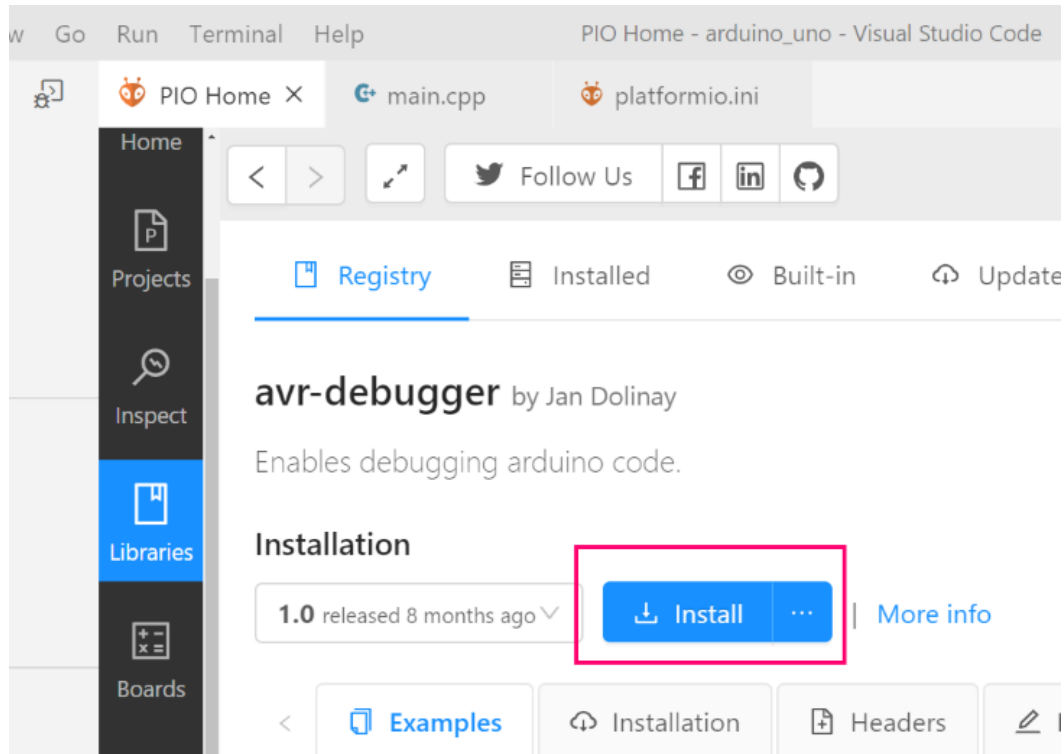 w Go Run Terminal Help PIO Home - arduino_uno - Visual Studio Code
PIO Home main.cpp platformio.ini
Home
Follow Us
Projects
Registry Installed Built-in Update
Inspect
avr-debugger by Jan Dolinay
Enables debugging arduino code.
Libraries
Installation
1.0 released 8 months ago Install ... | More info
Boards
Examples Installation Headers